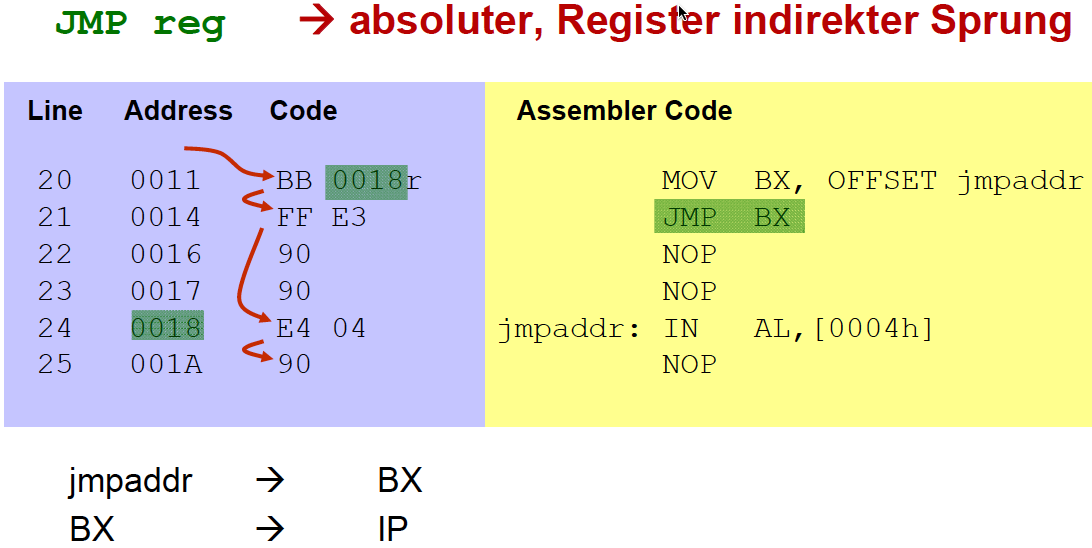 JMP reg → absoluter, Register indirekter Sprung
Line Address Code Assembler Code
20 0011 BB 0018r MOV BX, OFFSET jmpaddr
21 0014 FF E3 JMP BX
22 0016 90 NOP
23 0017 90 NOP
24 0018 E4 04 jmpaddr: IN AL,[0004h]
25 001A 90 NOP
jmpaddr → BX
BX → IP